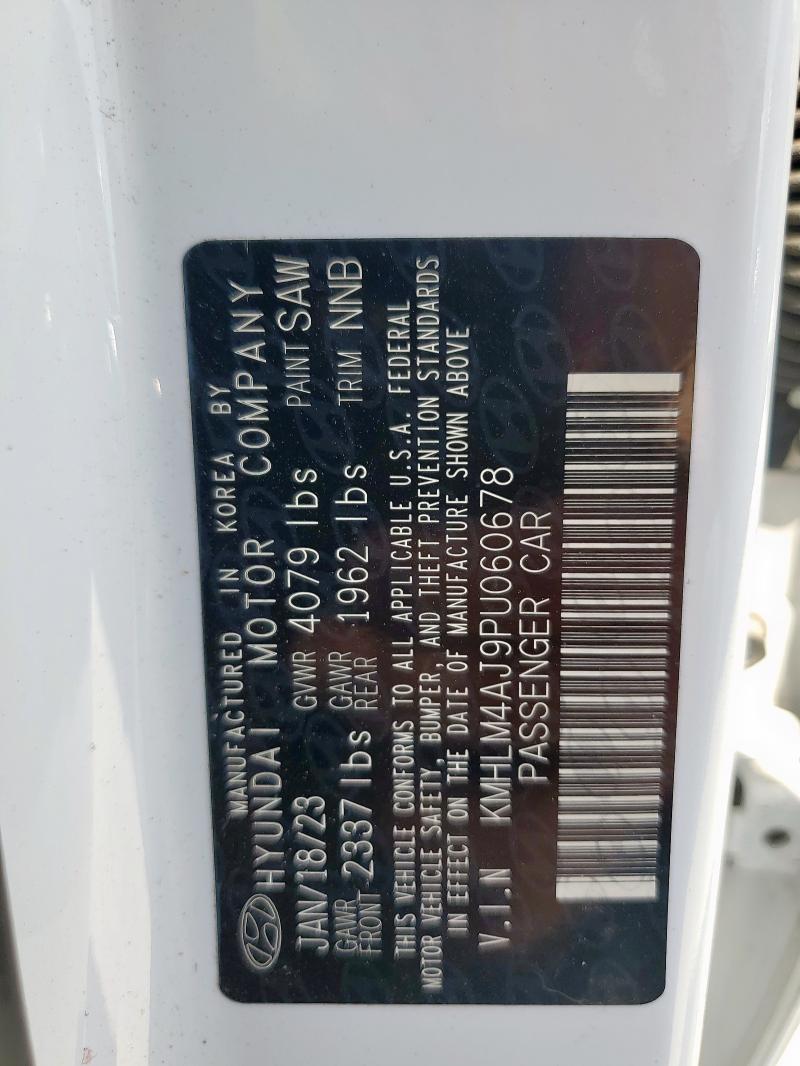 MANUFACTURED IN KOREA BY
HYUNDAI MOTOR COMPANY
JAN/18/23 GVWR 4079 lbs PAINT SAW
GAWR FRONT 2337 lbs GAWR REAR 1962 lbs TRIM NNB
THIS VEHICLE CONFORMS TO ALL APPLICABLE U.S.A. FEDERAL
MOTOR VEHICLE SAFETY, BUMPER, AND THEFT PREVENTION STANDARDS
IN EFFECT ON THE DATE OF MANUFACTURE SHOWN ABOVE
V.I.N KMHLM4AJ9PU060678
PASSENGER CAR